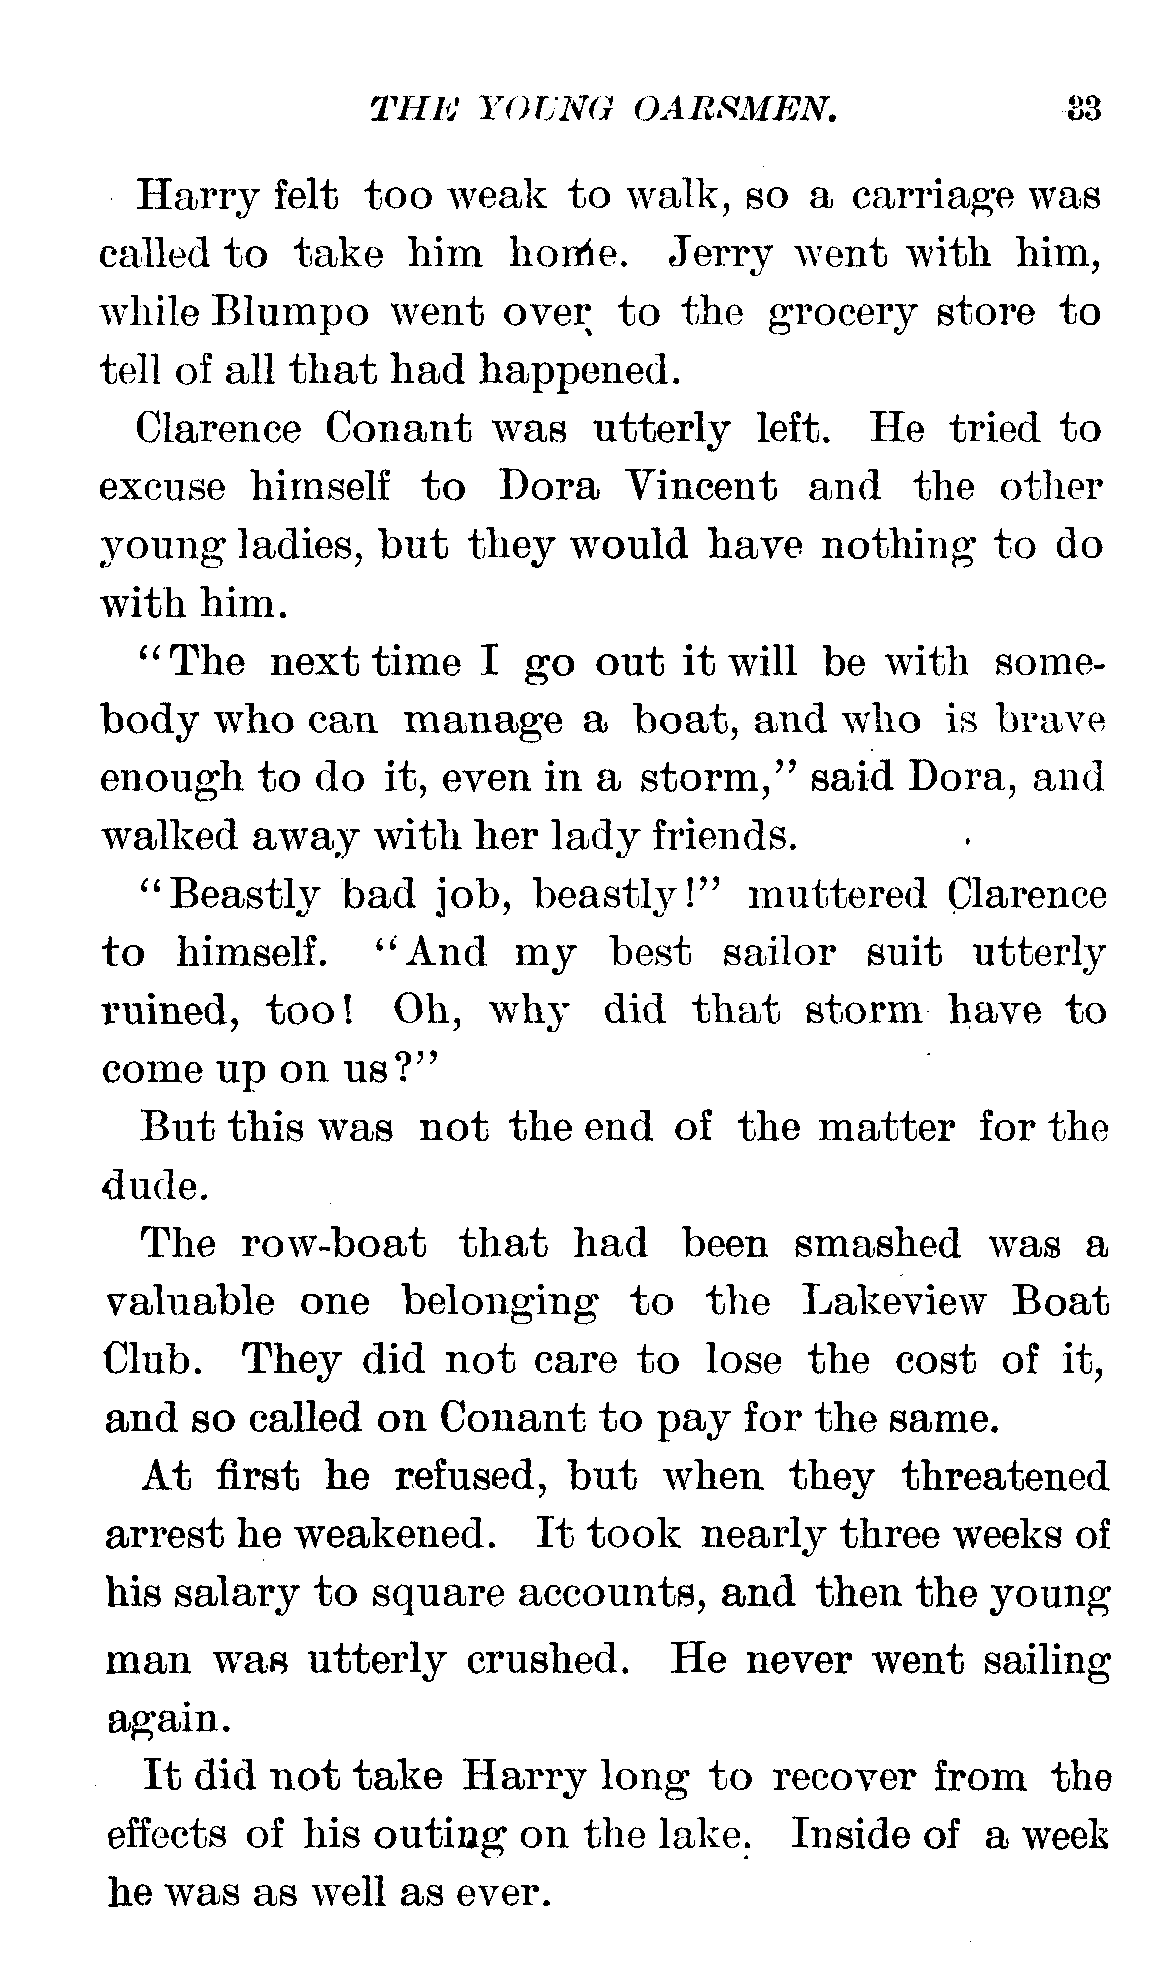 THE YOUNG OARSMEN. 33
Harry felt too weak to walk, so a carriage was
called to take him home. Jerry went with him,
while Blumpo went over to the grocery store to
tell of all that had happened.
Clarence Conant was utterly left. He tried to
excuse himself to Dora Vincent and the other
young ladies, but they would have nothing to do
with him.
“The next time I go out it will be with some-
body who can manage a boat, and who is brave
enough to do it, even in a storm,” said Dora, and
walked away with her lady friends.
“Beastly bad job, beastly!” muttered Clarence
to himself. “And my best sailor suit utterly
ruined, too! Oh, why did that storm have to
come up on us?”
But this was not the end of the matter for the
dude.
The row-boat that had been smashed was a
valuable one belonging to the Lakeview Boat
Club. They did not care to lose the cost of it,
and so called on Conant to pay for the same.
At first he refused, but when they threatened
arrest he weakened. It took nearly three weeks of
his salary to square accounts, and then the young
man was utterly crushed. He never went sailing
again.
It did not take Harry long to recover from the
effects of his outing on the lake. Inside of a week
he was as well as ever.